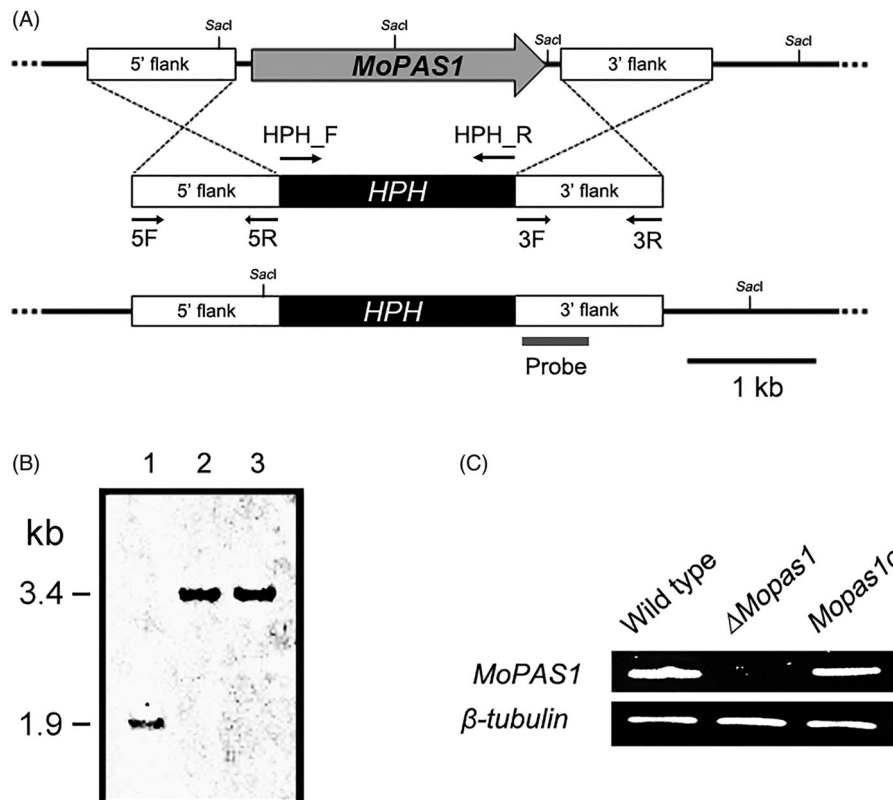 (A)
SacI SacI SacI SacI
5' flank MoPAS1 3' flank
HPH_F HPH_R
5' flank HPH 3' flank
5F 5R 3F 3R
SacI SacI
5' flank HPH 3' flank
Probe
1 kb
(B)
1 2 3
kb
3.4
1.9
(C)
Wild type ΔMopas1 Mopas1c
MoPAS1
β-tubulin